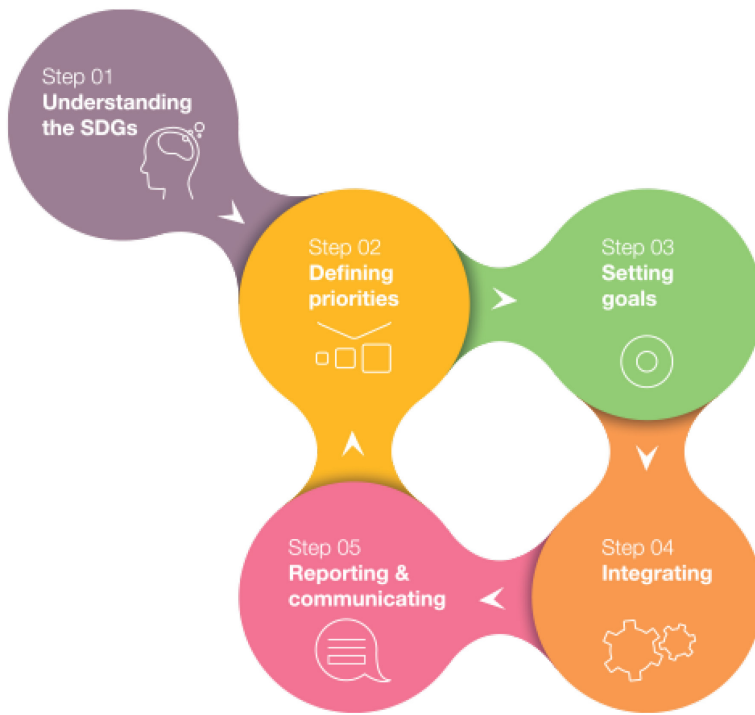 Step 01
Understanding
the SDGs
Step 02
Defining
priorities
Step 03
Setting
goals
Step 04
Integrating
Step 05
Reporting &
communicating